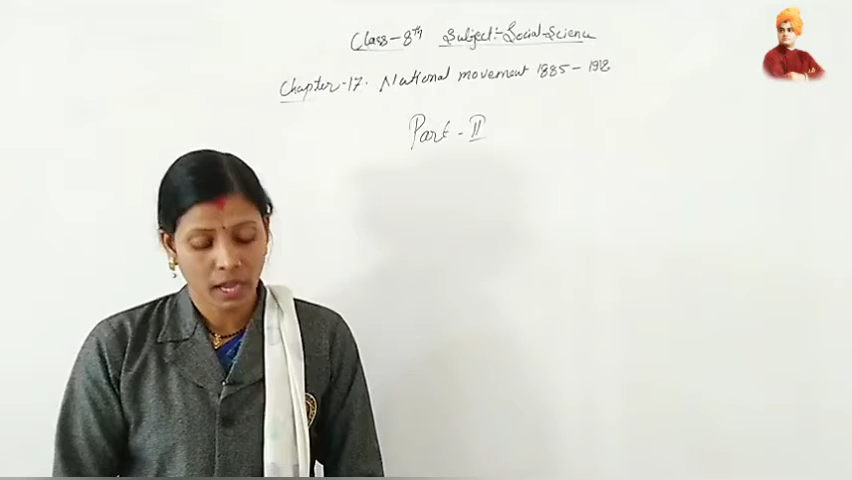 Class-8th Subject:-Social-Science
Chapter-17. National movement 1885-1918
Part-II